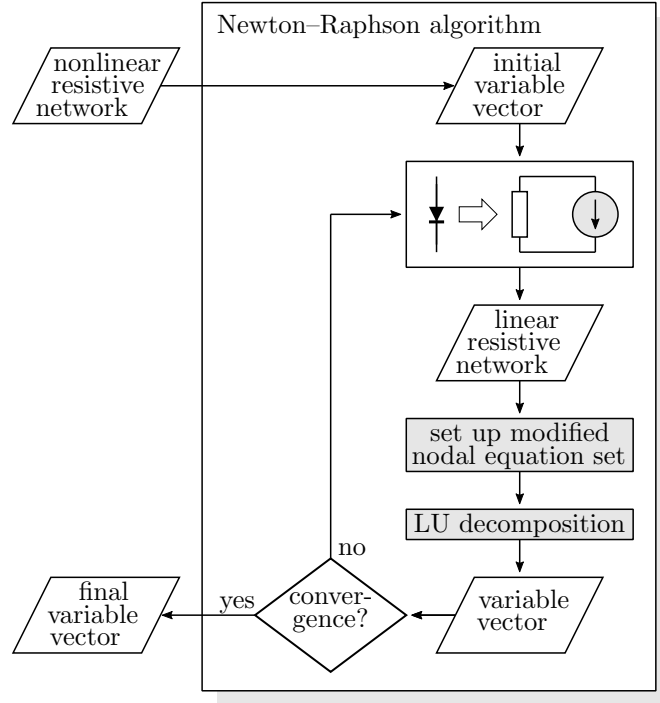 Newton–Raphson algorithm
nonlinear
resistive
network
initial
variable
vector
linear
resistive
network
set up modified
nodal equation set
LU decomposition
no
yes
conver-
gence?
variable
vector
final
variable
vector